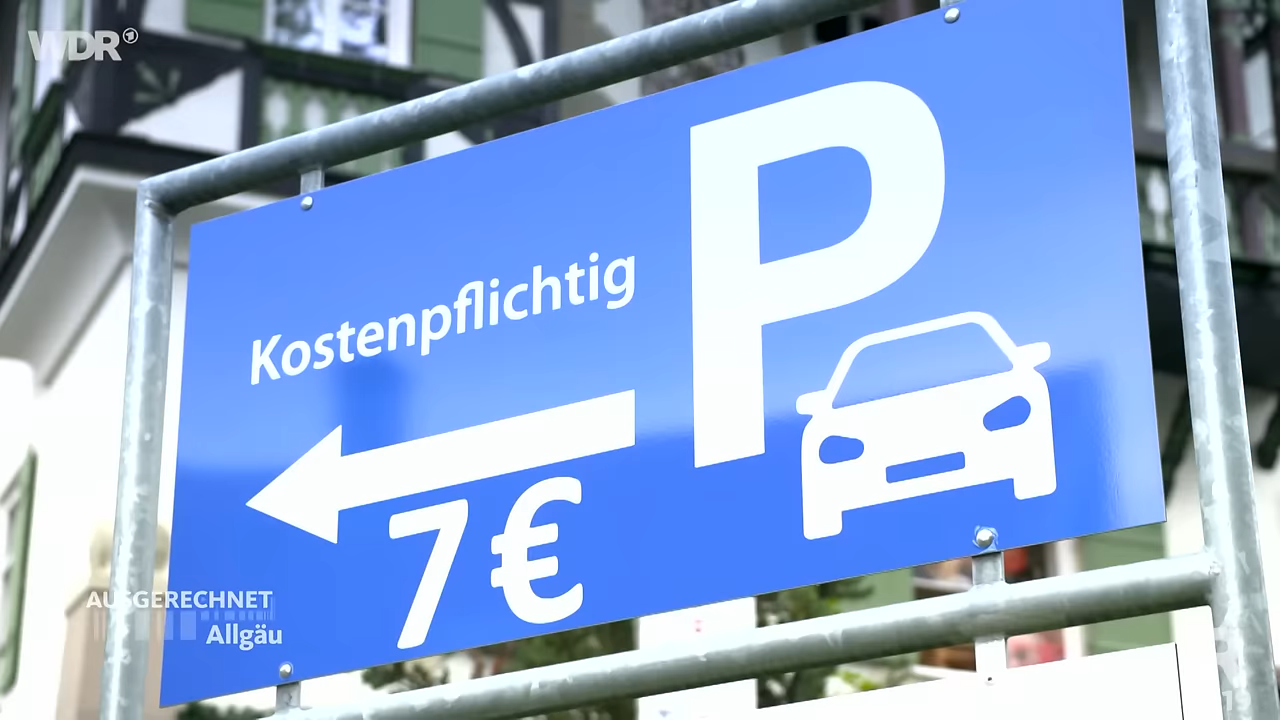 WDR
Kostenpflichtig
P
7€
AUSGERECHNET
Allgäu